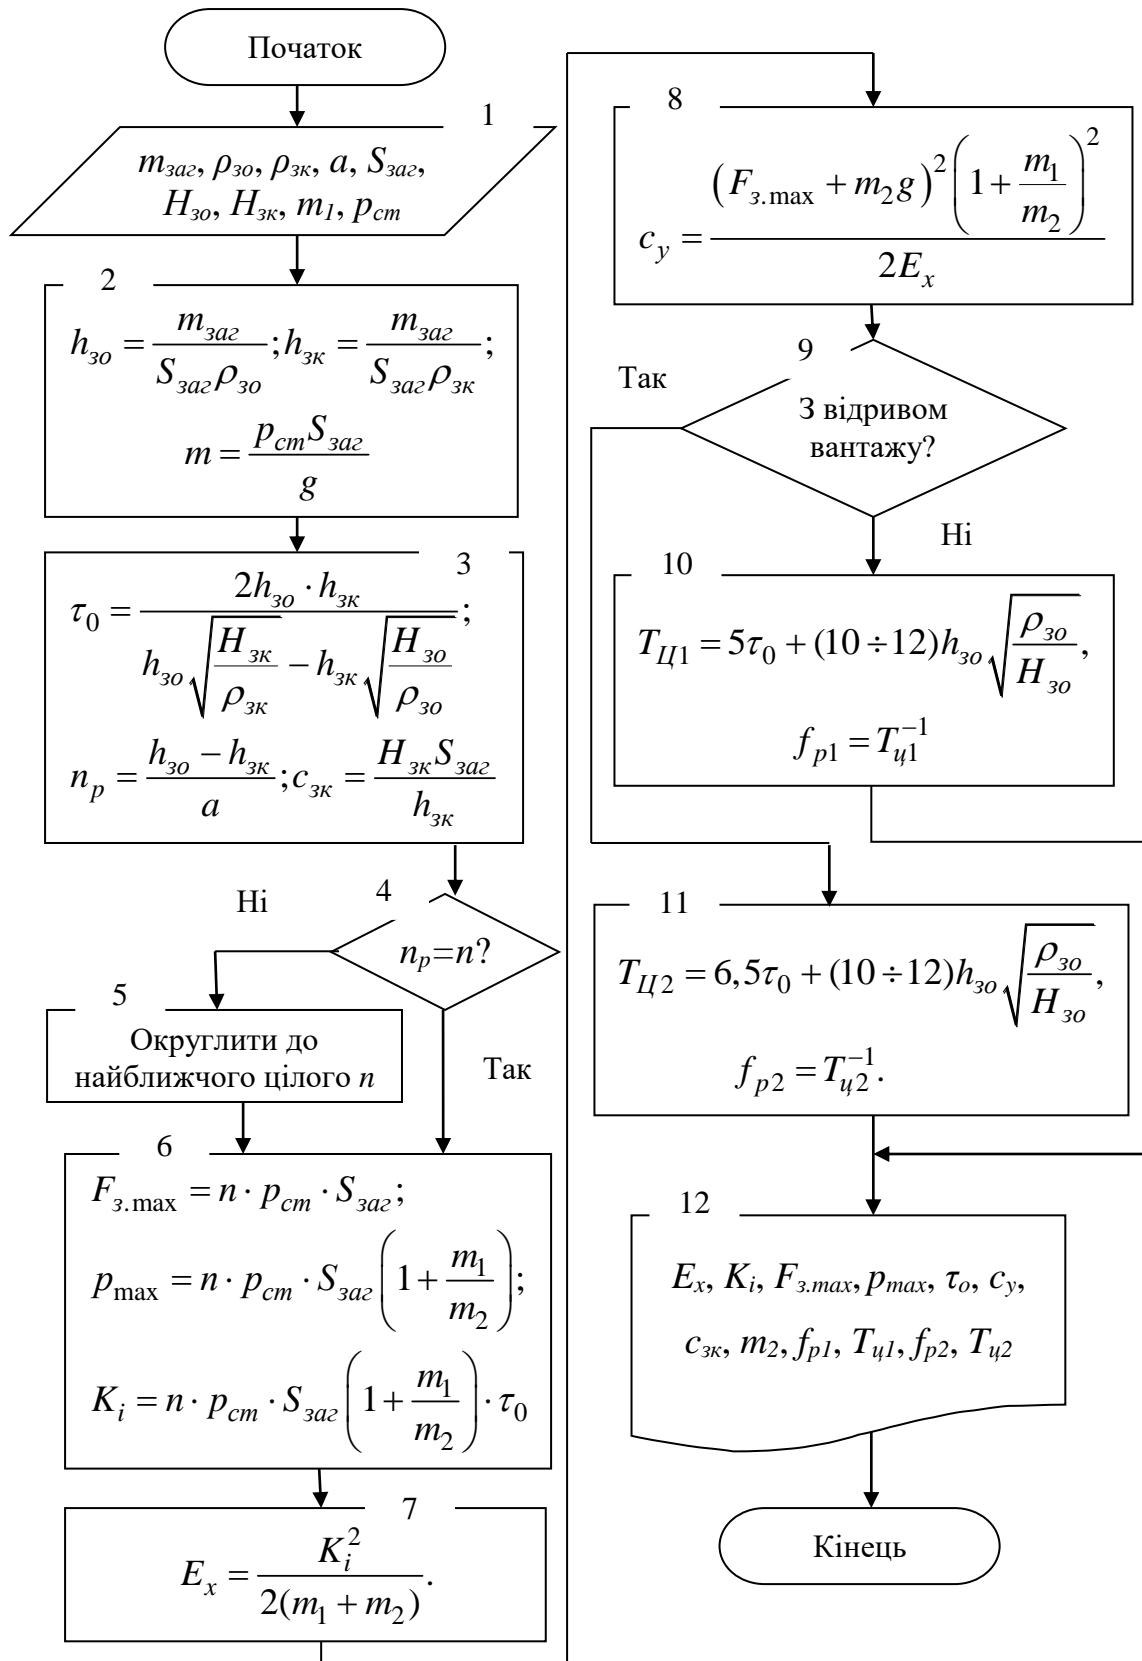 Початок
1
m_заг, ρ_зо, ρ_зк, a, S_заг,
H_зо, H_зк, m_1, p_ст
2
h_зо = m_заг / (S_заг ρ_зо); h_зк = m_заг / (S_заг ρ_зк);
m = p_ст S_заг / g
3
τ_0 = 2h_зо · h_зк / (h_зо √(H_зк / ρ_зк) − h_зк √(H_зо / ρ_зо));
n_p = (h_зо − h_зк) / a; c_зк = H_зк S_заг / h_зк
4
n_p=n?
Ні
Так
5
Округлити до
найближчого цілого n
6
F_з.max = n · p_ст · S_заг;
p_max = n · p_ст · S_заг (1 + m_1 / m_2);
K_i = n · p_ст · S_заг (1 + m_1 / m_2) · τ_0
7
E_x = K_i^2 / 2(m_1 + m_2).
8
c_y = (F_з.max + m_2 g)^2 (1 + m_1 / m_2)^2 / 2E_x
9
З відривом
вантажу?
Так
Ні
10
T_Ц1 = 5τ_0 + (10 ÷ 12)h_зо √(ρ_зо / H_зо),
f_p1 = T_ц1^−1
11
T_Ц2 = 6,5τ_0 + (10 ÷ 12)h_зо √(ρ_зо / H_зо),
f_p2 = T_ц2^−1.
12
E_x, K_i, F_з.max, p_max, τ_o, c_y,
c_зк, m_2, f_p1, T_ц1, f_p2, T_ц2
Кінець